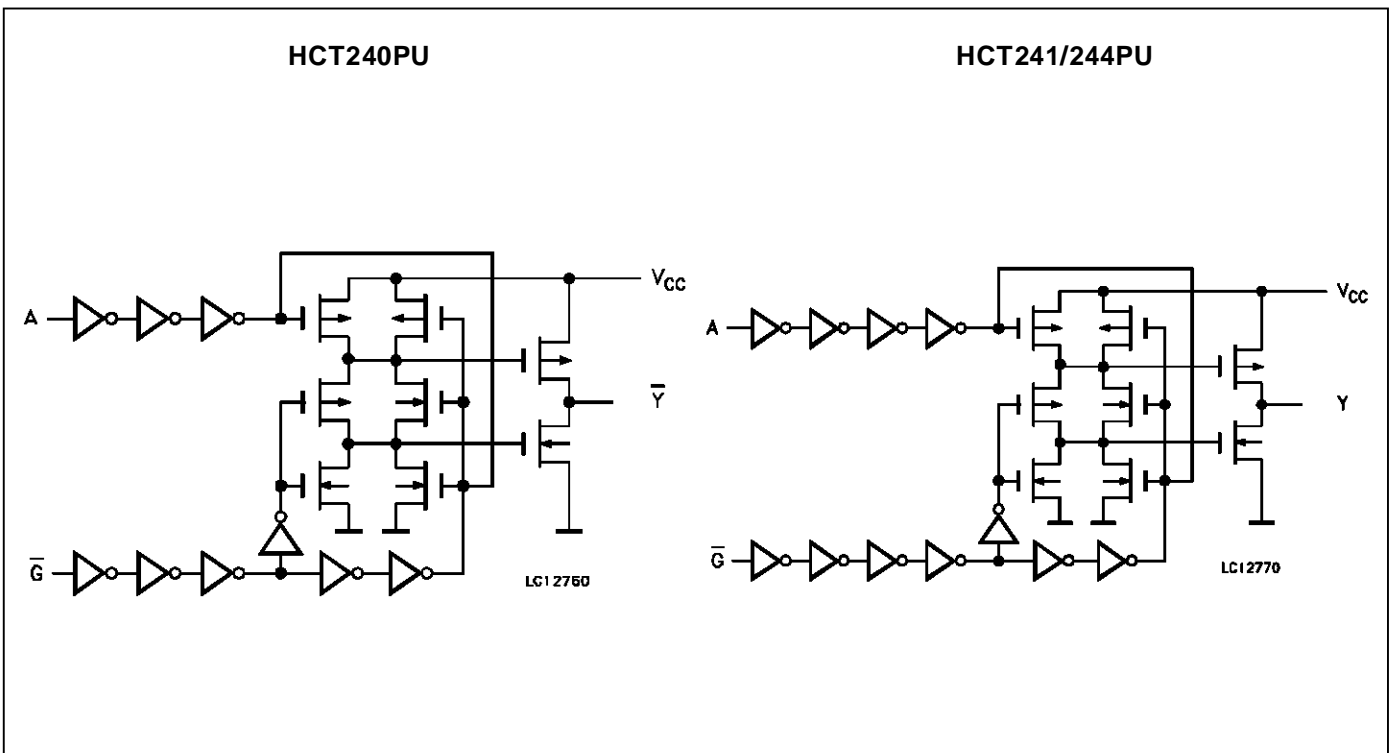 HCT240PU
HCT241/244PU
VCC
VCC
A
A
Y̅
Y
G̅
G̅
LC12760
LC12770